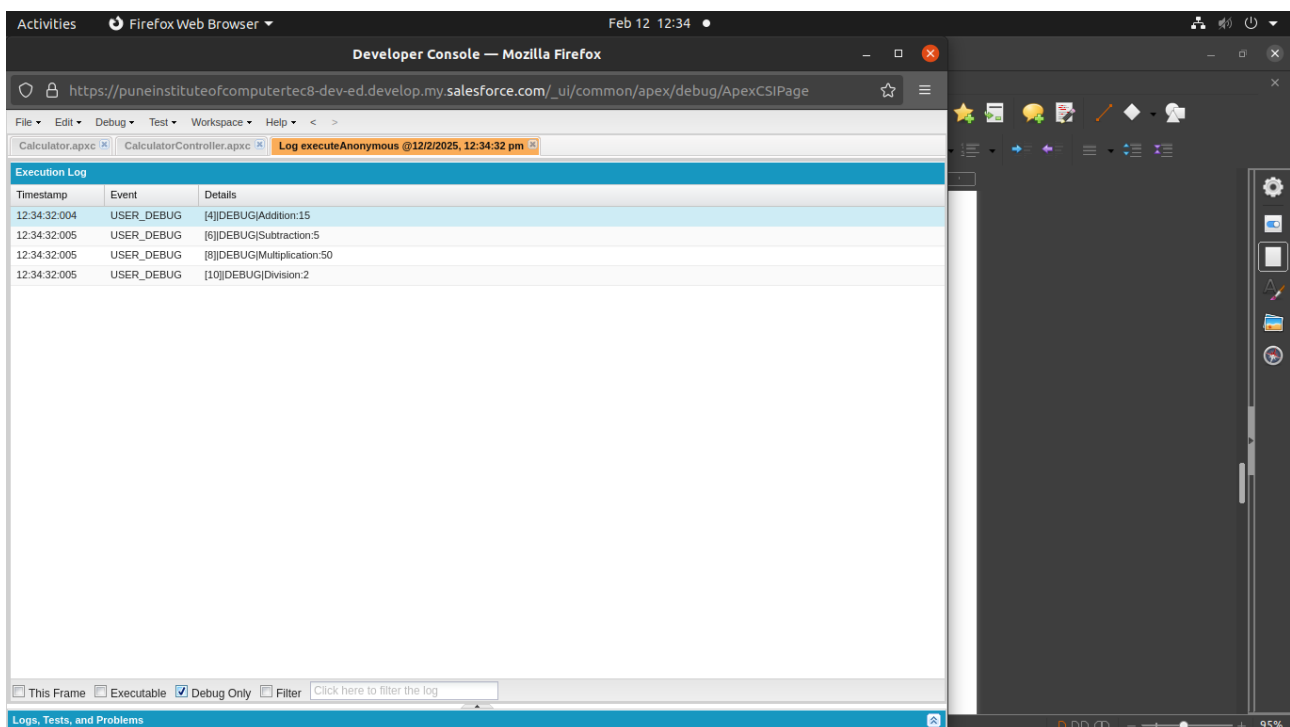 Activities Firefox Web Browser Feb 12 12:34
Developer Console — Mozilla Firefox
https://puneinstituteofcomputertec8-dev-ed.develop.my.salesforce.com/_ui/common/apex/debug/ApexCSIPage
File Edit Debug Test Workspace Help < >
Calculator.apxc CalculatorController.apxc Log executeAnonymous @12/2/2025, 12:34:32 pm
Execution Log
Timestamp Event Details
12:34:32:004 USER_DEBUG [4]|DEBUG|Addition:15
12:34:32:005 USER_DEBUG [6]|DEBUG|Subtraction:5
12:34:32:005 USER_DEBUG [8]|DEBUG|Multiplication:50
12:34:32:005 USER_DEBUG [10]|DEBUG|Division:2
This Frame Executable Debug Only Filter Click here to filter the log
Logs, Tests, and Problems
95%